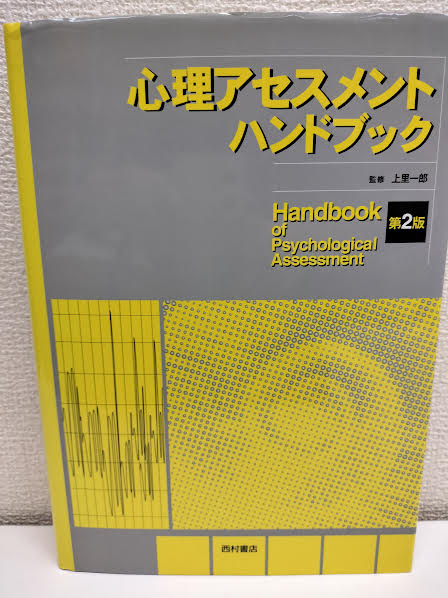 心理アセスメント
ハンドブック
監修 上里一郎
Handbook
of
Psychological
Assessment
第2版
西村書店